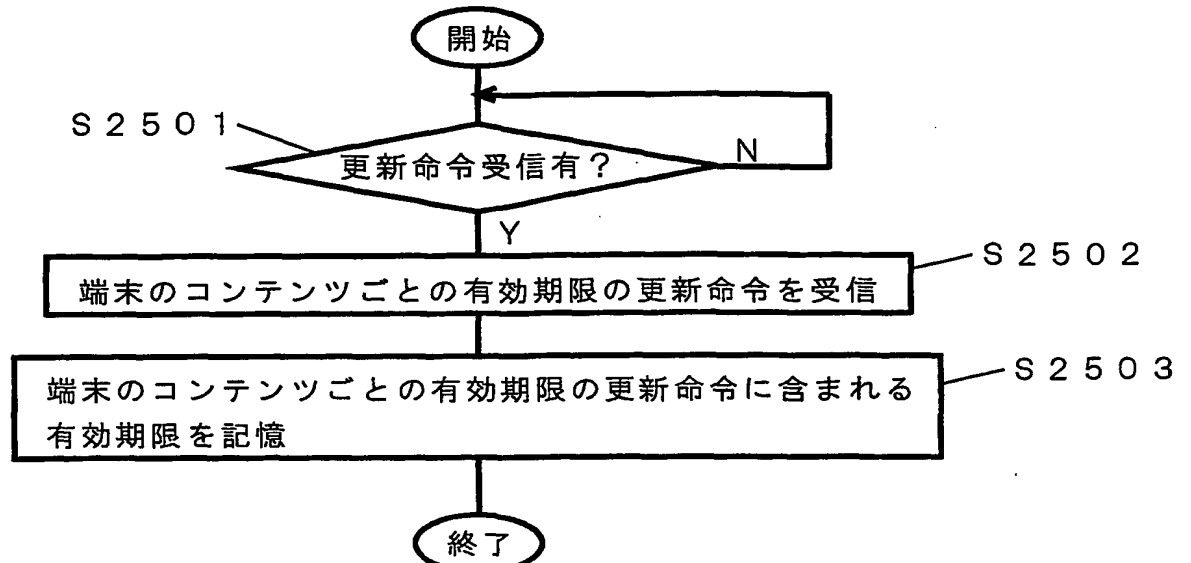 開始
S2501
更新命令受信有?
N
Y
S2502
端末のコンテンツごとの有効期限の更新命令を受信
S2503
端末のコンテンツごとの有効期限の更新命令に含まれる
有効期限を記憶
終了